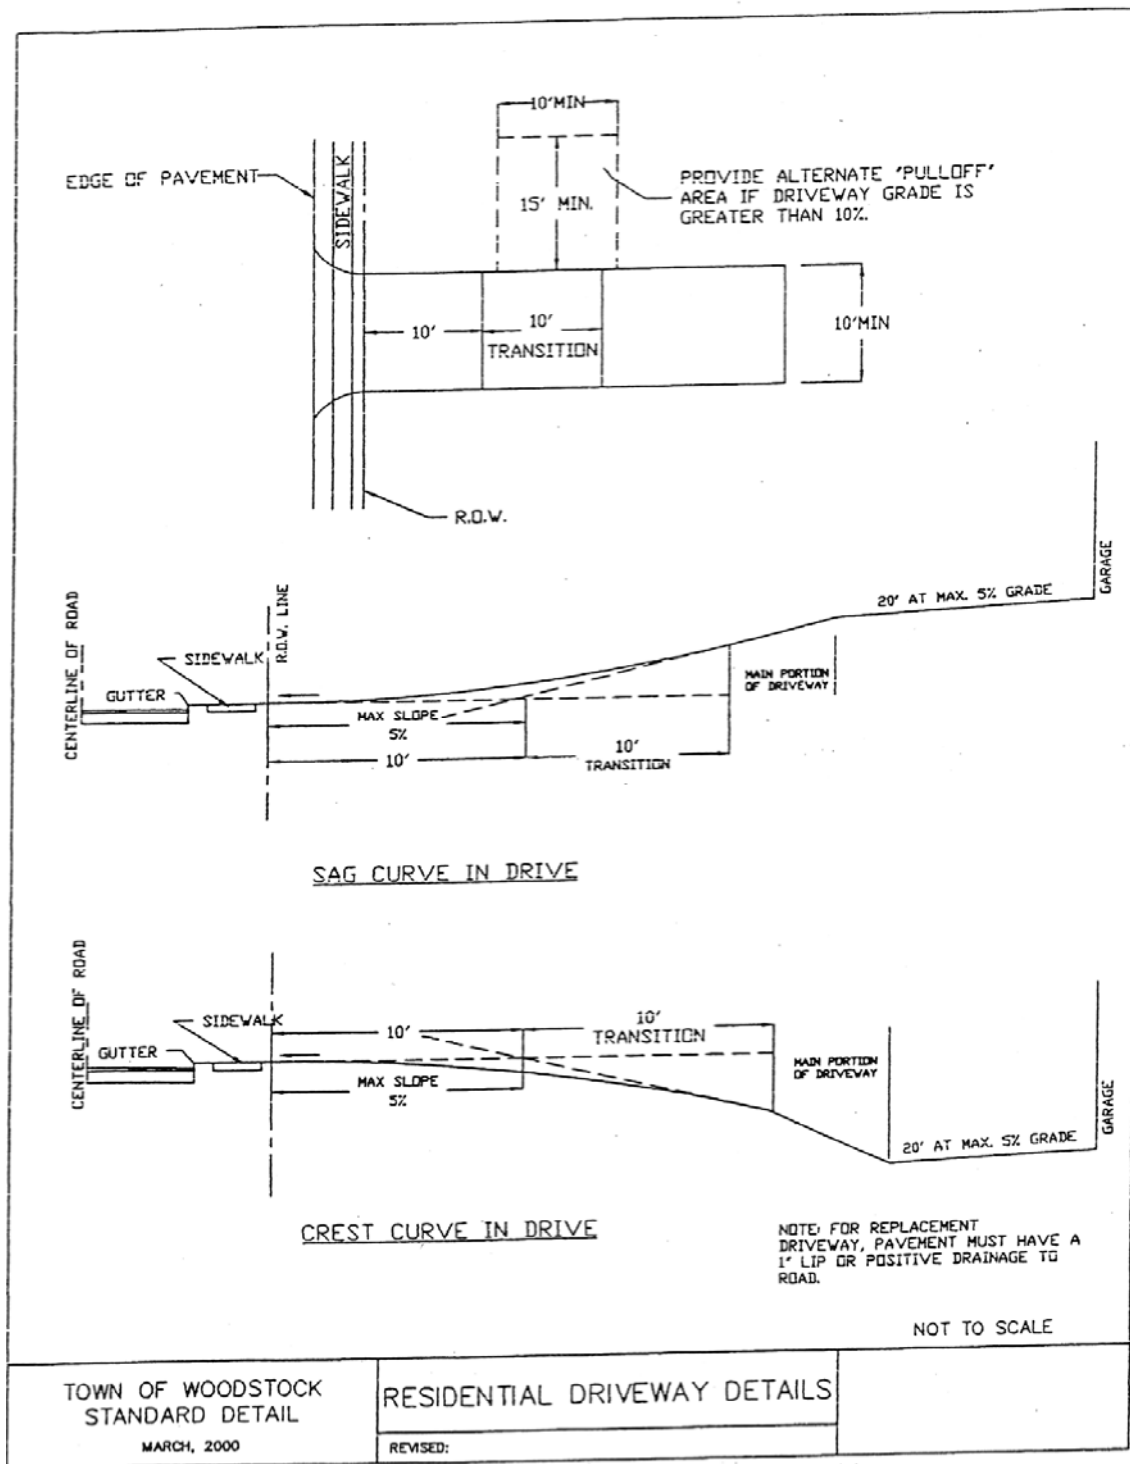 10'MIN
EDGE OF PAVEMENT
SIDEWALK
15' MIN.
PROVIDE ALTERNATE 'PULLOFF'
AREA IF DRIVEWAY GRADE IS
GREATER THAN 10%.
10'
10'
TRANSITION
10'MIN
R.O.W.
CENTERLINE OF ROAD
R.O.W. LINE
GARAGE
20' AT MAX. 5% GRADE
SIDEWALK
GUTTER
MAIN PORTION
OF DRIVEWAY
MAX SLOPE
5%
10'
10'
TRANSITION
SAG CURVE IN DRIVE
CENTERLINE OF ROAD
SIDEWALK
GUTTER
10'
10'
TRANSITION
MAX SLOPE
5%
MAIN PORTION
OF DRIVEWAY
GARAGE
20' AT MAX. 5% GRADE
CREST CURVE IN DRIVE
NOTE: FOR REPLACEMENT
DRIVEWAY, PAVEMENT MUST HAVE A
1" LIP OR POSITIVE DRAINAGE TO
ROAD.
NOT TO SCALE
TOWN OF WOODSTOCK
STANDARD DETAIL
MARCH, 2000
RESIDENTIAL DRIVEWAY DETAILS
REVISED: